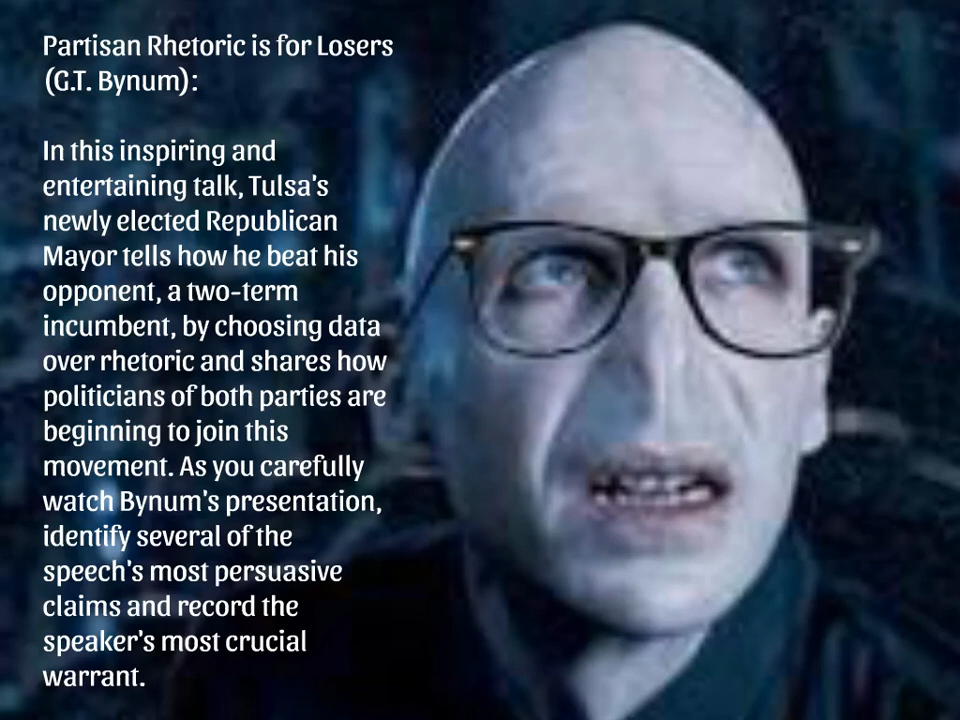 Partisan Rhetoric is for Losers
(G.T. Bynum):
In this inspiring and
entertaining talk, Tulsa's
newly elected Republican
Mayor tells how he beat his
opponent, a two-term
incumbent, by choosing data
over rhetoric and shares how
politicians of both parties are
beginning to join this
movement. As you carefully
watch Bynum's presentation,
identify several of the
speech's most persuasive
claims and record the
speaker's most crucial
warrant.